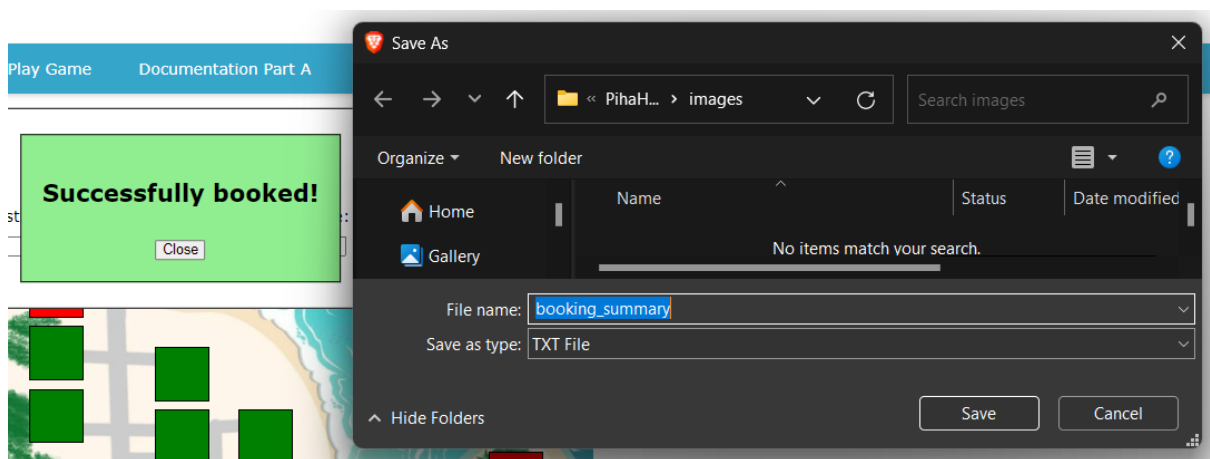 Save As
Play Game Documentation Part A
« PihaH... › images
Search images
Organize New folder
?
Successfully booked!
Name Status Date modified
Home
st
e:
No items match your search.
Close
Gallery
File name: booking_summary
Save as type: TXT File
Hide Folders Save Cancel